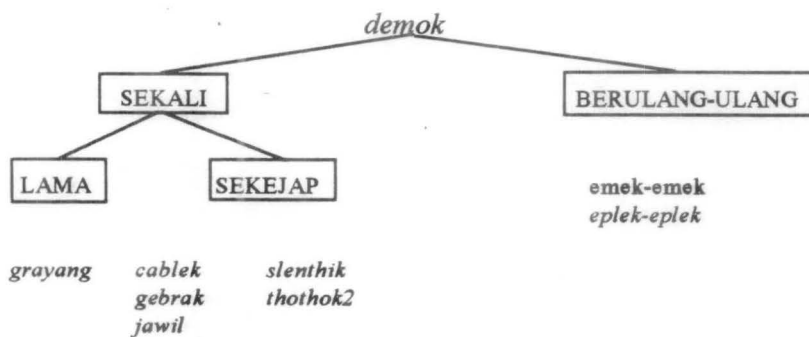 demok
SEKALI BERULANG-ULANG
LAMA SEKEJAP
emek-emek
eplek-eplek
grayang cablek slenthik
gebrak thothok2
jawil